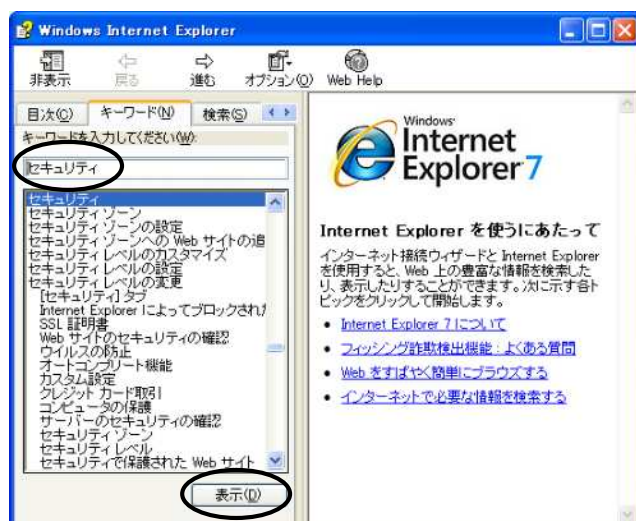 Windows Internet Explorer
非表示 戻る 進む オプション(O) Web Help
目次(C) キーワード(N) 検索(S)
キーワードを入力してください(W):
セキュリティ
セキュリティ
セキュリティ ゾーン
セキュリティ ゾーンの設定
セキュリティ ゾーンへの Web サイトの追
セキュリティ レベルのカスタマイズ
セキュリティ レベルの設定
セキュリティ レベルの変更
[セキュリティ] タブ
Internet Explorer によってブロックされた
SSL 証明書
Web サイトのセキュリティの確認
ウイルスの防止
オートコンプリート機能
カスタム設定
クレジット カード取引
コンピュータの保護
サーバーのセキュリティの確認
セキュリティ ゾーン
セキュリティ レベル
セキュリティで保護された Web サイト
表示(D)
Windows
Internet
Explorer 7
Internet Explorer を使うにあたって
インターネット接続ウィザードと Internet Explorer
を使用すると、Web 上の豊富な情報を検索した
り、表示したりすることができます。次に示す各ト
ピックをクリックして開始します。
• Internet Explorer 7 について
• フィッシング詐欺検出機能 : よくある質問
• Web をすばやく簡単にブラウズする
• インターネットで必要な情報を検索する